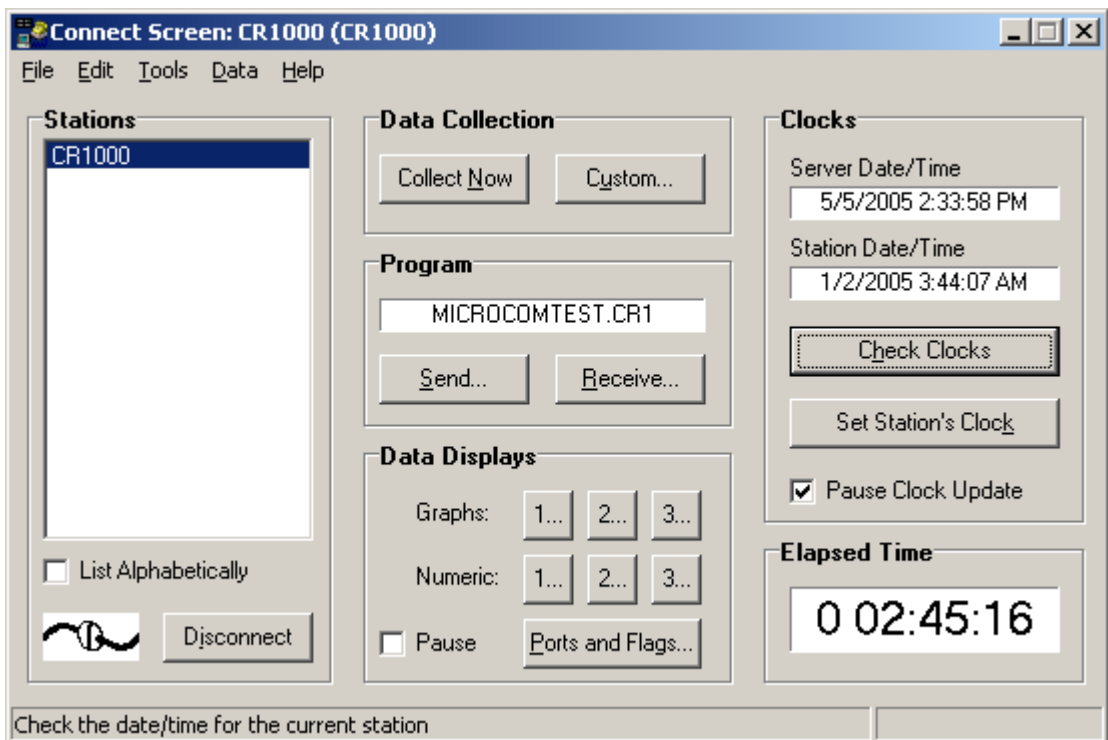 Connect Screen: CR1000 (CR1000)
File Edit Tools Data Help
Stations
CR1000
List Alphabetically
Disconnect
Data Collection
Collect Now Custom...
Program
MICROCOMTEST.CR1
Send... Receive...
Data Displays
Graphs: 1... 2... 3...
Numeric: 1... 2... 3...
Pause Ports and Flags...
Clocks
Server Date/Time
5/5/2005 2:33:58 PM
Station Date/Time
1/2/2005 3:44:07 AM
Check Clocks
Set Station's Clock
Pause Clock Update
Elapsed Time
0 02:45:16
Check the date/time for the current station